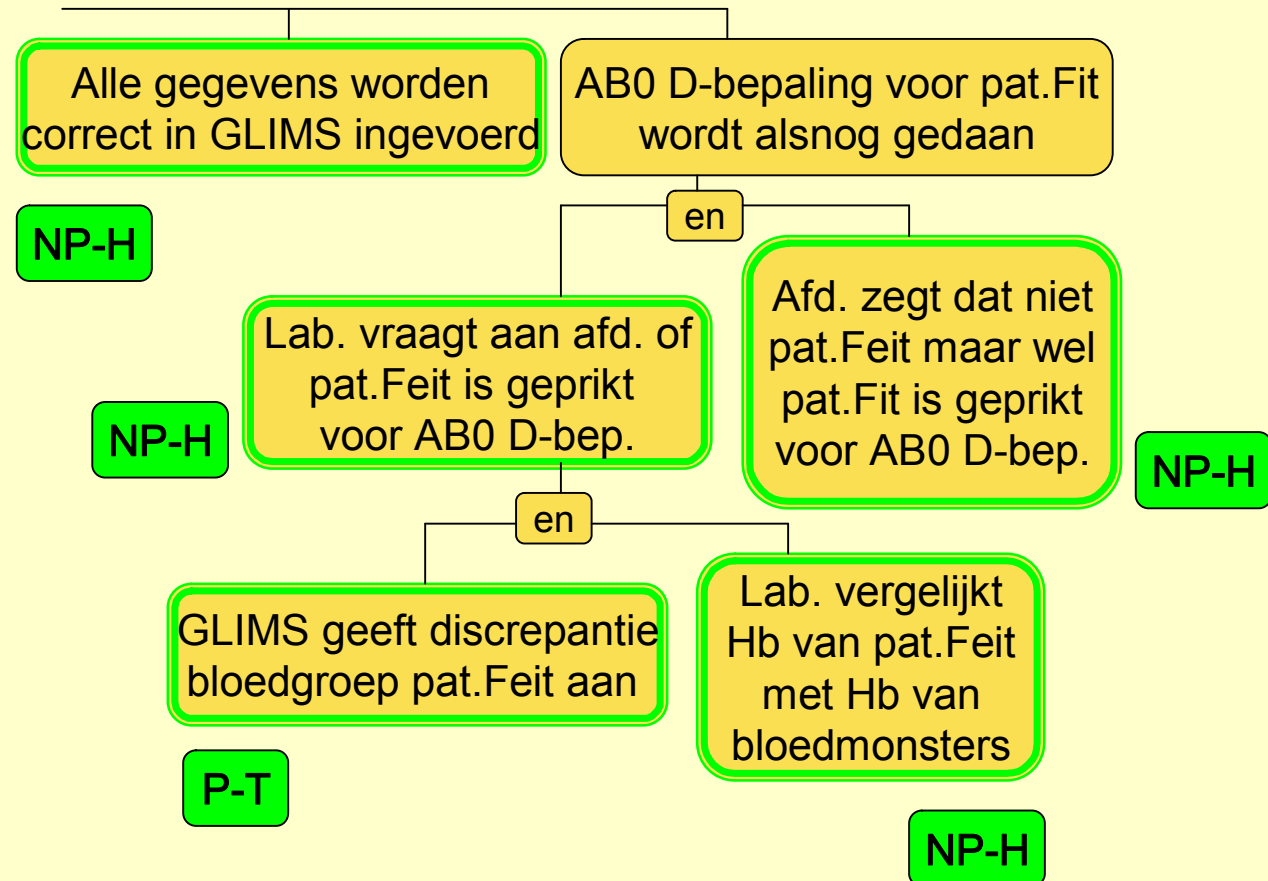 Alle gegevens worden
correct in GLIMS ingevoerd
AB0 D-bepaling voor pat.Fit
wordt alsnog gedaan
NP-H
en
Lab. vraagt aan afd. of
pat.Feit is geprikt
voor AB0 D-bep.
NP-H
Afd. zegt dat niet
pat.Feit maar wel
pat.Fit is geprikt
voor AB0 D-bep.
NP-H
en
GLIMS geeft discrepantie
bloedgroep pat.Feit aan
P-T
Lab. vergelijkt
Hb van pat.Feit
met Hb van
bloedmonsters
NP-H